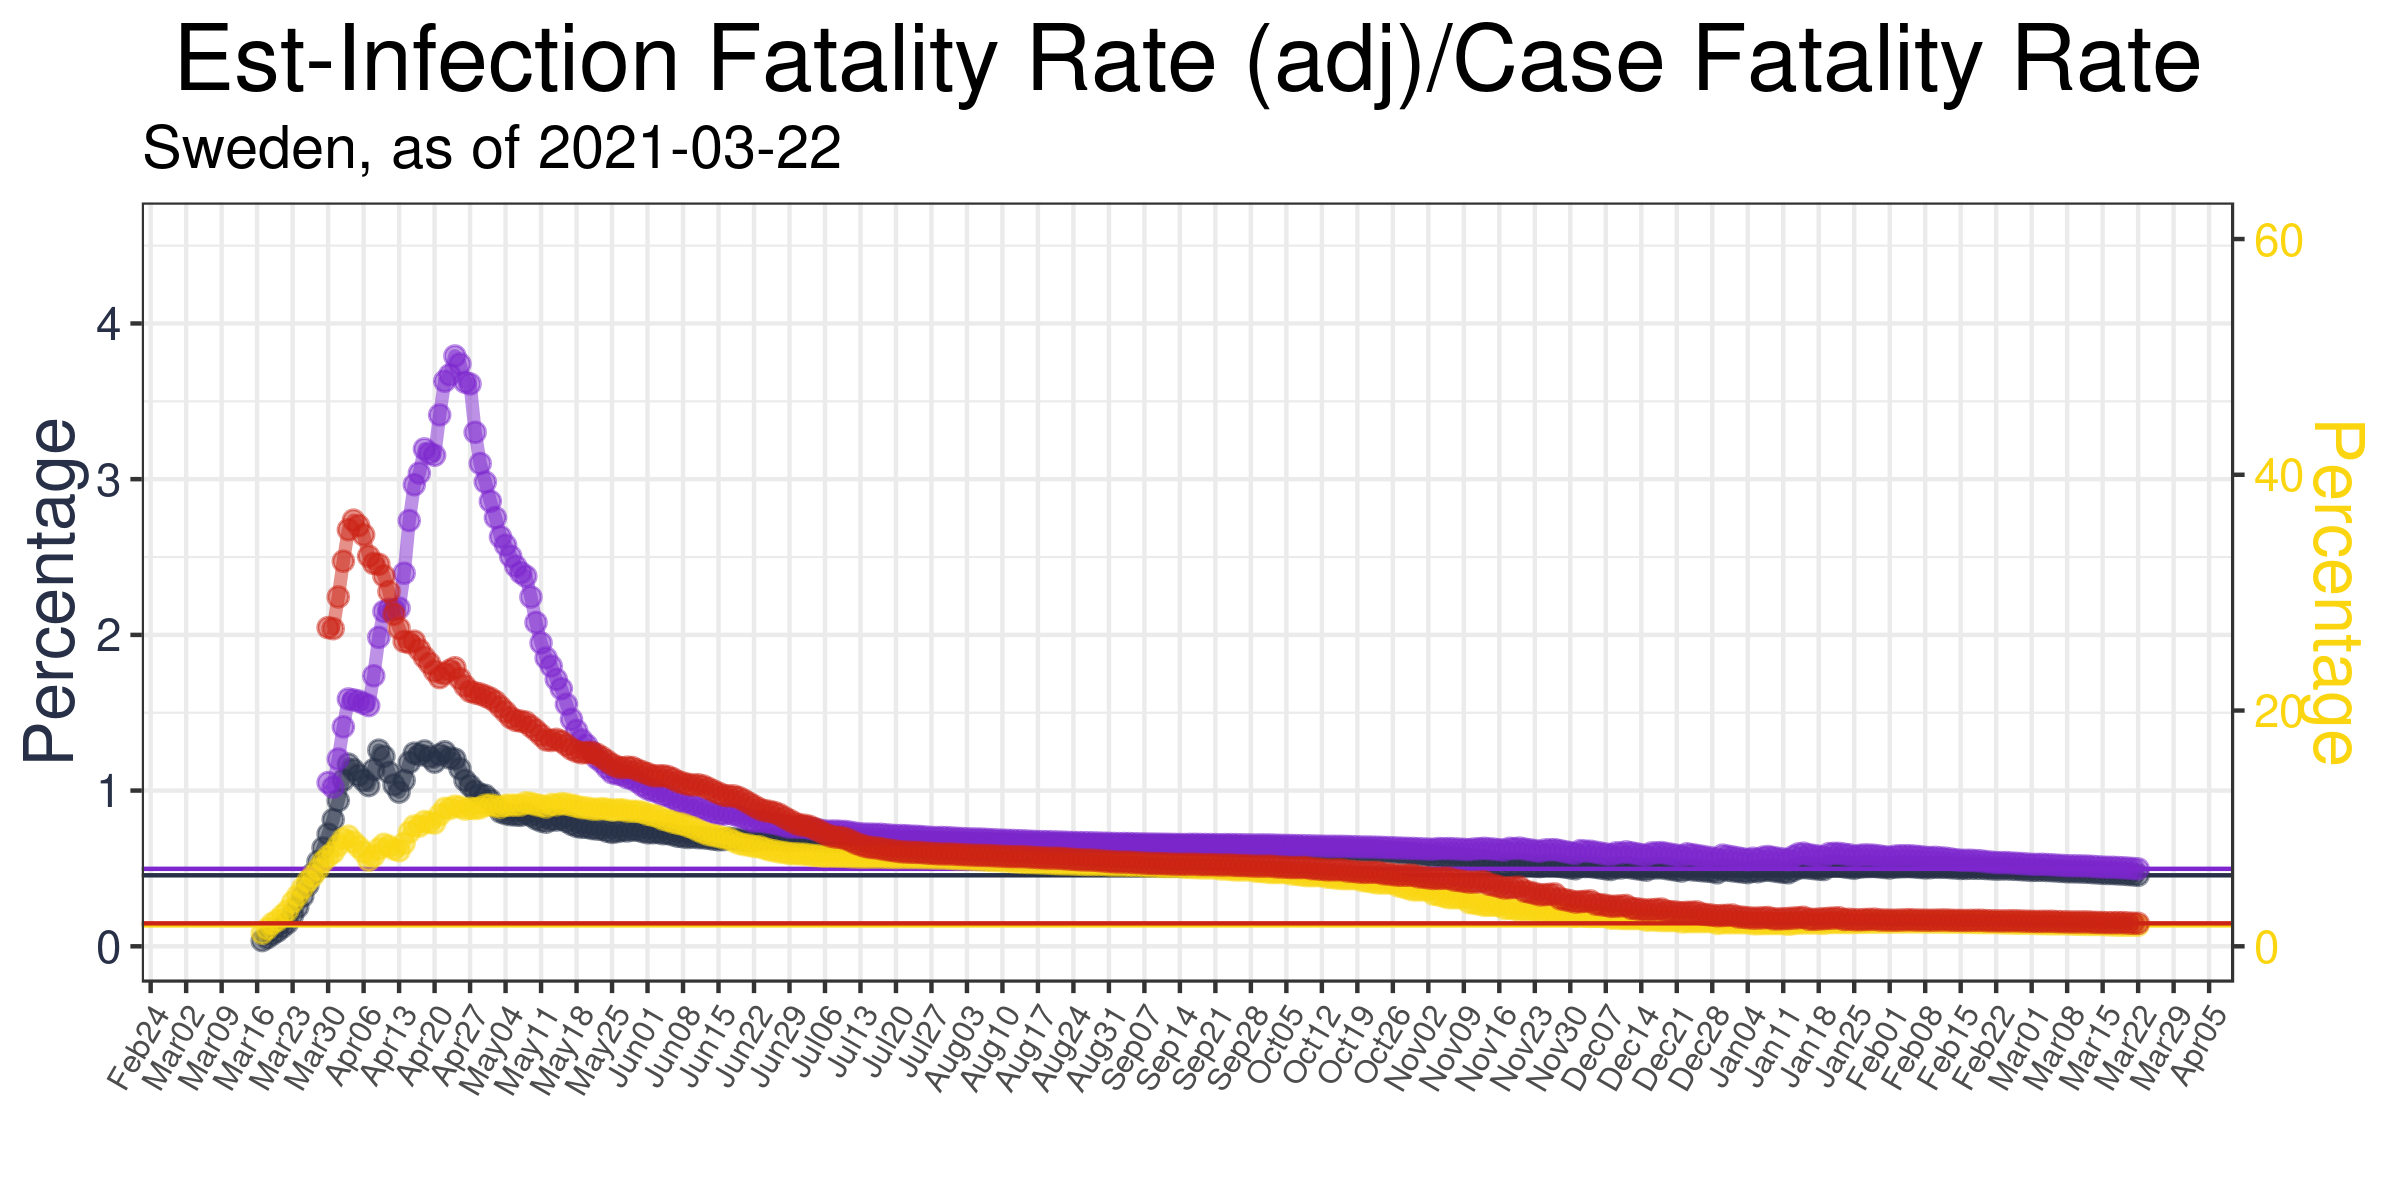 Est-Infection Fatality Rate (adj)/Case Fatality Rate
Sweden, as of 2021-03-22
Percentage
4
3
2
1
0
60
40
20
0
Percentage
Feb24
Mar02
Mar09
Mar16
Mar23
Mar30
Apr06
Apr13
Apr20
Apr27
May04
May11
May18
May25
Jun01
Jun08
Jun15
Jun22
Jun29
Jul06
Jul13
Jul20
Jul27
Aug03
Aug10
Aug17
Aug24
Aug31
Sep07
Sep14
Sep21
Sep28
Oct05
Oct12
Oct19
Oct26
Nov02
Nov09
Nov16
Nov23
Nov30
Dec07
Dec14
Dec21
Dec28
Jan04
Jan11
Jan18
Jan25
Feb01
Feb08
Feb15
Feb22
Mar01
Mar08
Mar15
Mar22
Mar29
Apr05